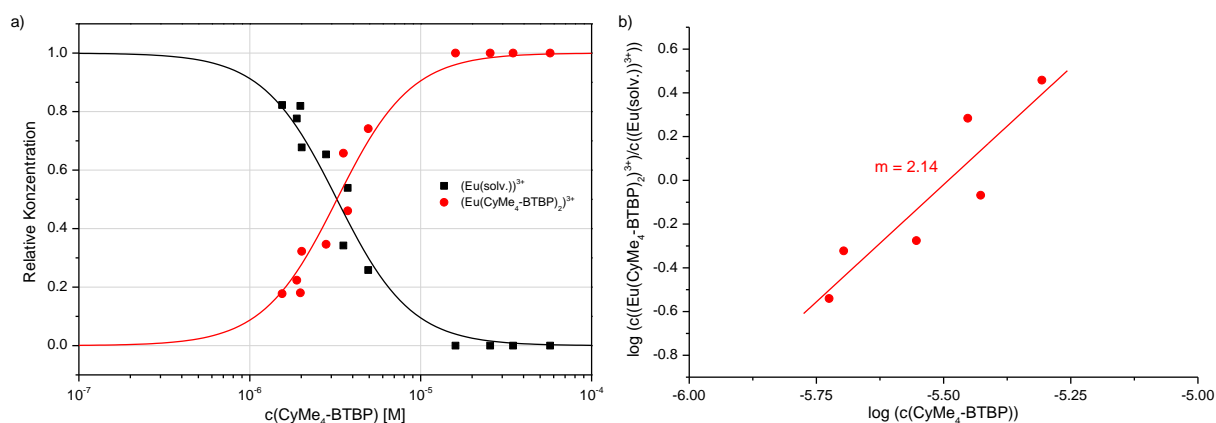 a)
Relative Konzentration
1.0
0.8
0.6
0.4
0.2
0.0
10⁻⁷
10⁻⁶
10⁻⁵
10⁻⁴
c(CyMe₄-BTBP) [M]
(Eu(solv.))³⁺
(Eu(CyMe₄-BTBP)₂)³⁺
b)
log (c((Eu(CyMe₄-BTBP)₂)³⁺)/c((Eu(solv.))³⁺))
0.6
0.4
0.2
0.0
-0.2
-0.4
-0.6
-0.8
m = 2.14
-6.00
-5.75
-5.50
-5.25
-5.00
log (c(CyMe₄-BTBP))